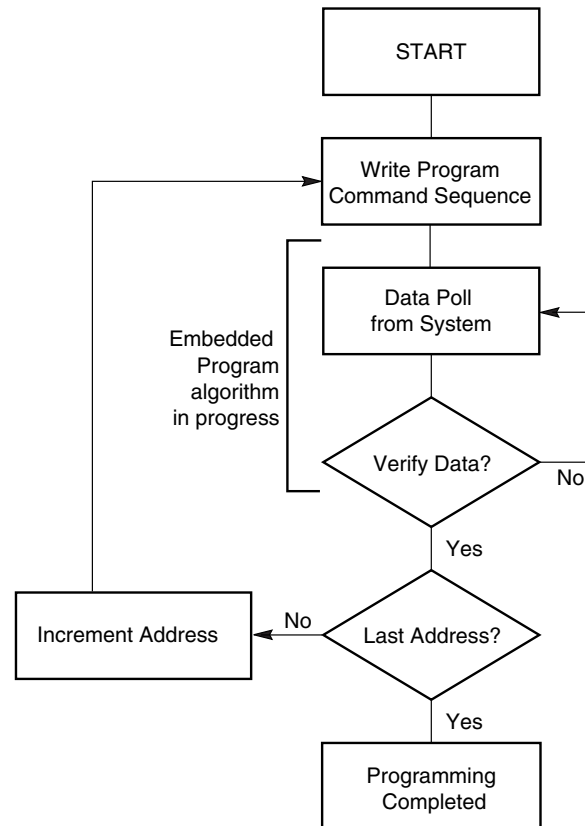 START
Write Program
Command Sequence
Data Poll
from System
Embedded
Program
algorithm
in progress
Verify Data?
No
Yes
No
Increment Address
Last Address?
Yes
Programming
Completed